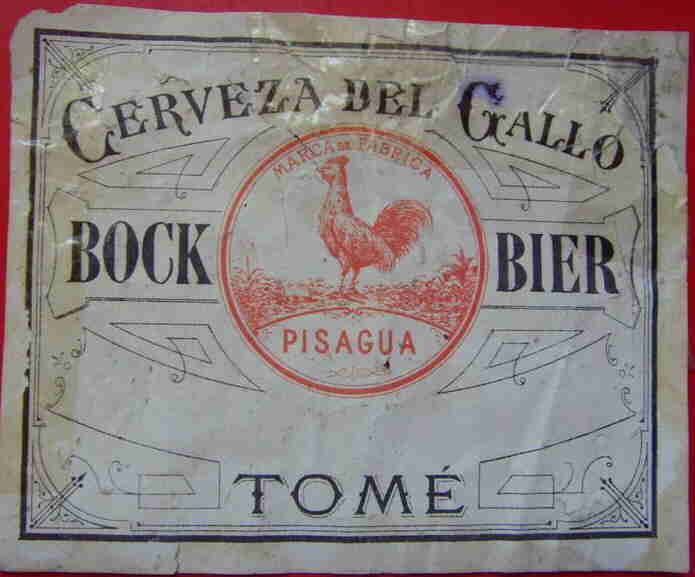 CERVEZA DEL GALLO
MARCA DE FABRICA
BOCK BIER
PISAGUA
TOMÉ